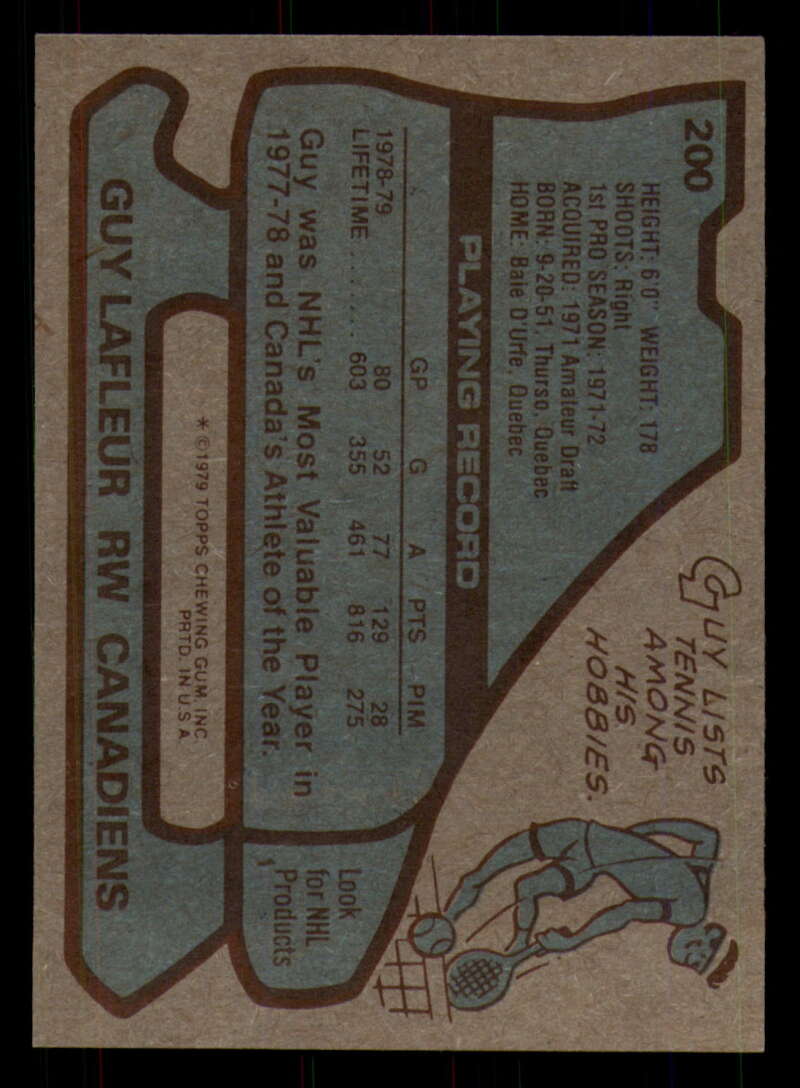 200
HEIGHT: 6'0" WEIGHT: 178
SHOOTS: Right
1st PRO SEASON: 1971-72
ACQUIRED: 1971 Amateur Draft
BORN: 9-20-51, Thurso, Quebec
HOME: Baie D'Urfe, Quebec
GUY LISTS
TENNIS
AMONG
HIS
HOBBIES.
PLAYING RECORD
GP G A PTS PIM
1978-79 80 52 77 129 28
LIFETIME ........ 603 355 461 816 275
Guy was NHL's Most Valuable Player in
1977-78 and Canada's Athlete of the Year.
Look
for NHL
Products
* ©1979 TOPPS CHEWING GUM, INC.
PRTD. IN U.S.A.
GUY LAFLEUR RW CANADIENS